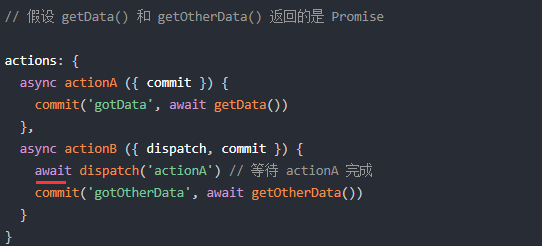 // 假设 getData() 和 getOtherData() 返回的是 Promise
actions: {
  async actionA ({ commit }) {
    commit('gotData', await getData())
  },
  async actionB ({ dispatch, commit }) {
    await dispatch('actionA') // 等待 actionA 完成
    commit('gotOtherData', await getOtherData())
  }
}